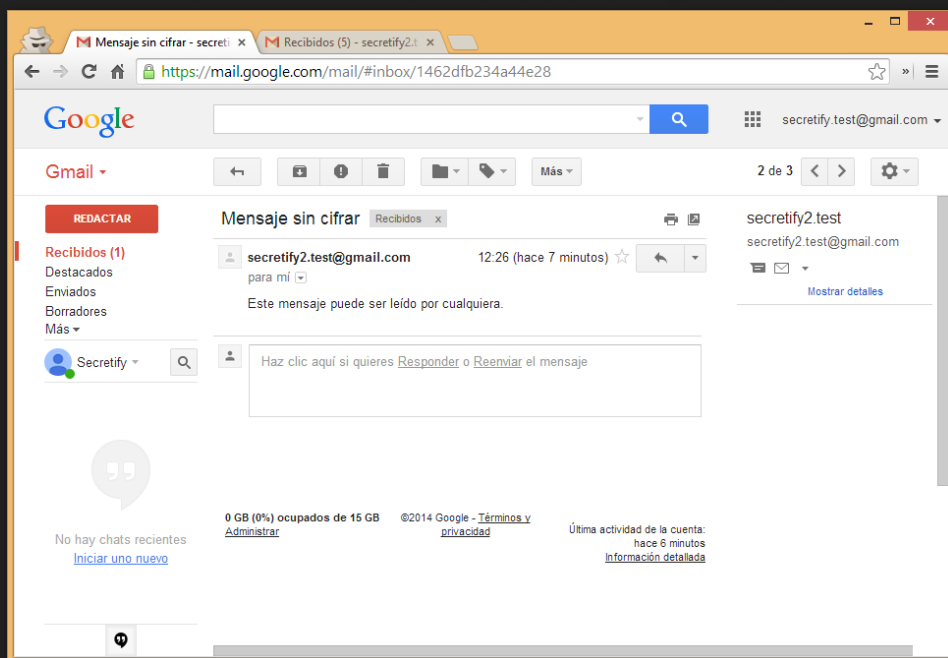 Mensaje sin cifrar - secreti
Recibidos (5) - secretify2.t
https://mail.google.com/mail/#inbox/1462dfb234a44e28
Google
secretify.test@gmail.com
Gmail
Más
2 de 3
REDACTAR
Recibidos (1)
Destacados
Enviados
Borradores
Más
Secretify
No hay chats recientes
Iniciar uno nuevo
Mensaje sin cifrar Recibidos x
secretify2.test@gmail.com 12:26 (hace 7 minutos)
para mí
Este mensaje puede ser leído por cualquiera.
Haz clic aquí si quieres Responder o Reenviar el mensaje
0 GB (0%) ocupados de 15 GB
Administrar
©2014 Google - Términos y
privacidad
Última actividad de la cuenta:
hace 6 minutos
Información detallada
secretify2.test
secretify2.test@gmail.com
Mostrar detalles